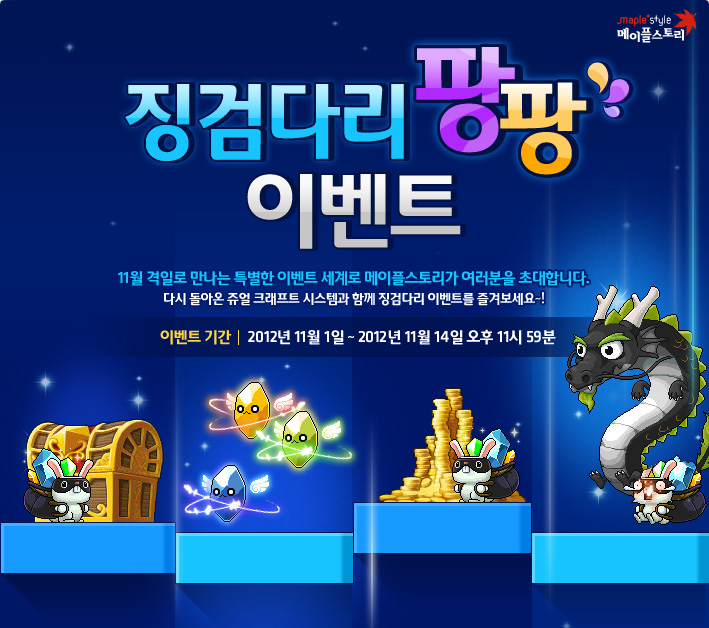 maple*style
메이플스토리
징검다리 팡팡
이벤트
11월 격일로 만나는 특별한 이벤트 세계로 메이플스토리가 여러분을 초대합니다.
다시 돌아온 쥬얼 크래프트 시스템과 함께 징검다리 이벤트를 즐겨보세요~!
이벤트 기간 | 2012년 11월 1일 ~ 2012년 11월 14일 오후 11시 59분